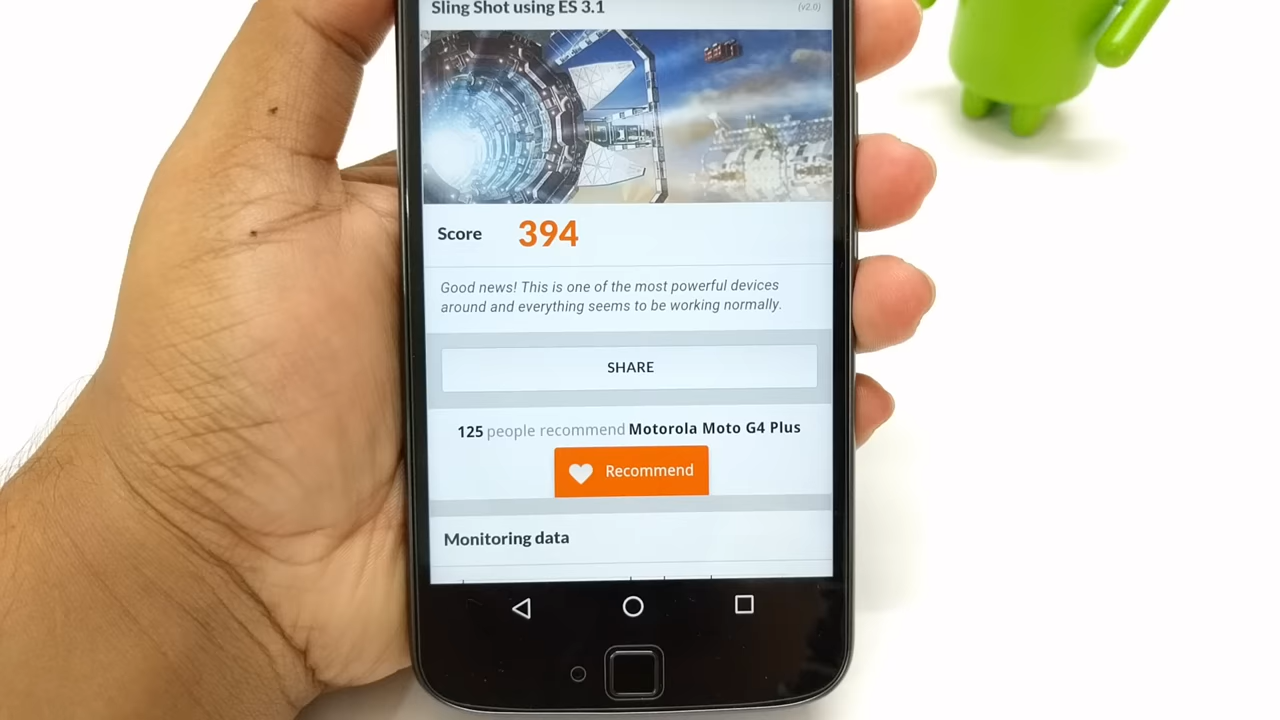 Sling Shot using ES 3.1
(v2.0)
Score 394
Good news! This is one of the most powerful devices
around and everything seems to be working normally.
SHARE
125 people recommend Motorola Moto G4 Plus
Recommend
Monitoring data